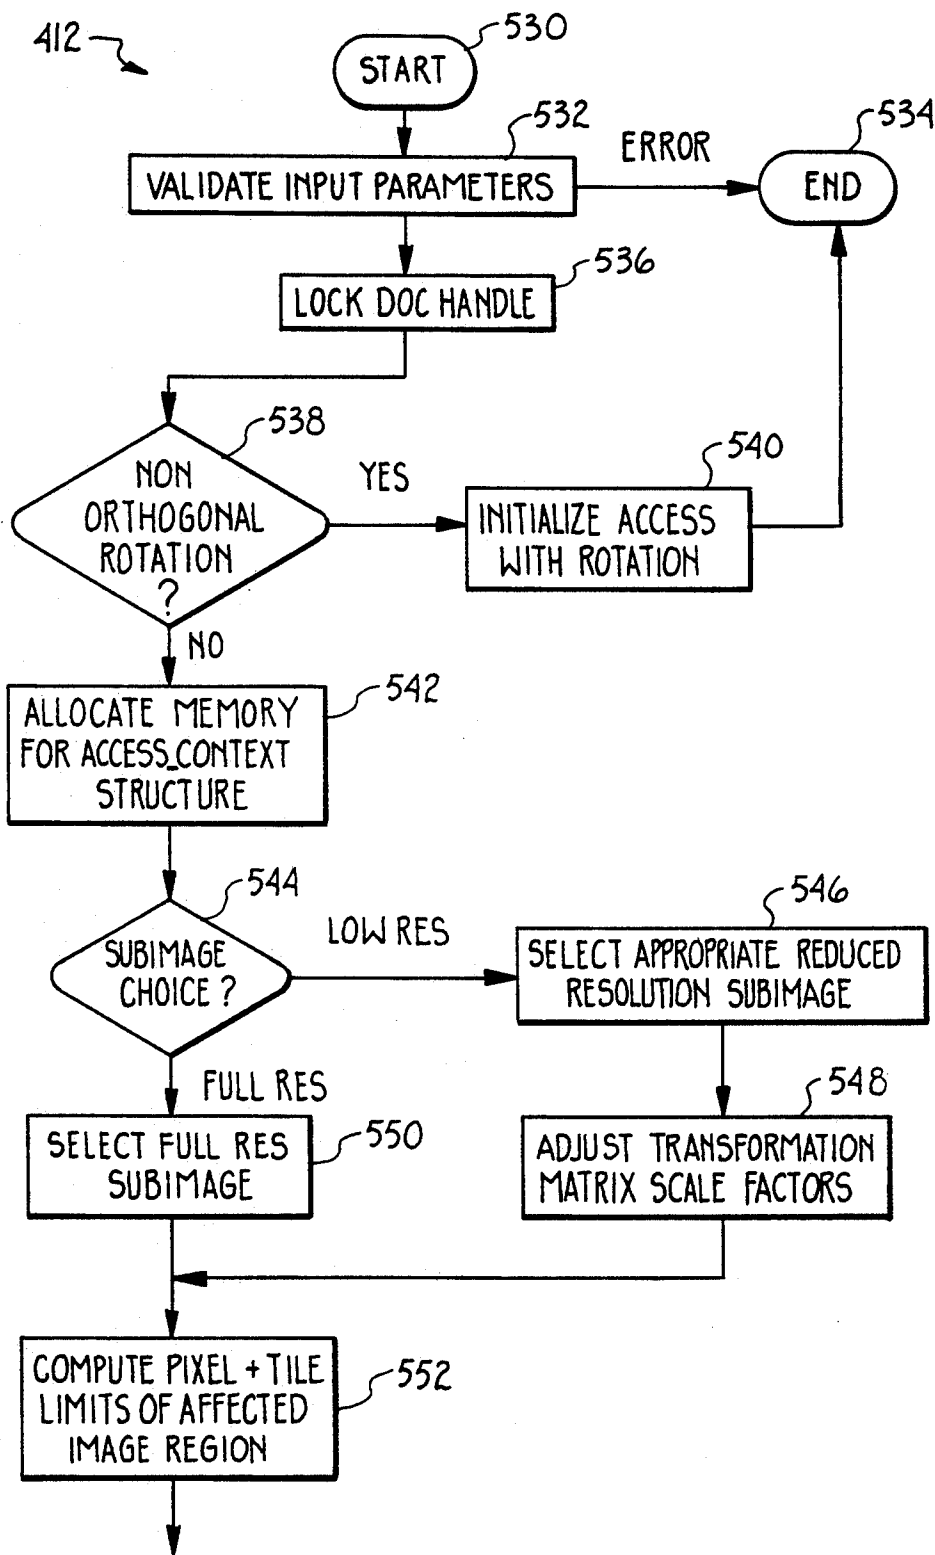 412
530
START
532
ERROR
534
VALIDATE INPUT PARAMETERS
END
536
LOCK DOC HANDLE
538
NON
ORTHOGONAL
ROTATION
?
YES
540
INITIALIZE ACCESS
WITH ROTATION
NO
542
ALLOCATE MEMORY
FOR ACCESS_CONTEXT
STRUCTURE
544
SUBIMAGE
CHOICE ?
LOW RES
546
SELECT APPROPRIATE REDUCED
RESOLUTION SUBIMAGE
FULL RES
548
550
SELECT FULL RES
SUBIMAGE
ADJUST TRANSFORMATION
MATRIX SCALE FACTORS
552
COMPUTE PIXEL + TILE
LIMITS OF AFFECTED
IMAGE REGION